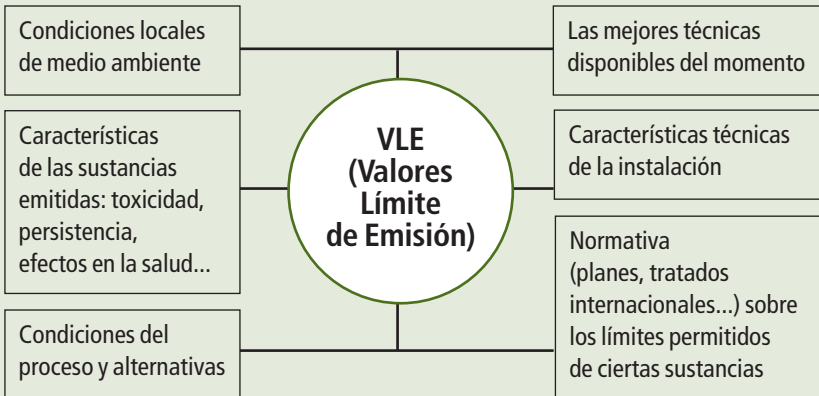 Condiciones locales
de medio ambiente
Características
de las sustancias
emitidas: toxicidad,
persistencia,
efectos en la salud...
Condiciones del
proceso y alternativas
VLE
(Valores
Límite
de Emisión)
Las mejores técnicas
disponibles del momento
Características técnicas
de la instalación
Normativa
(planes, tratados
internacionales...) sobre
los límites permitidos
de ciertas sustancias